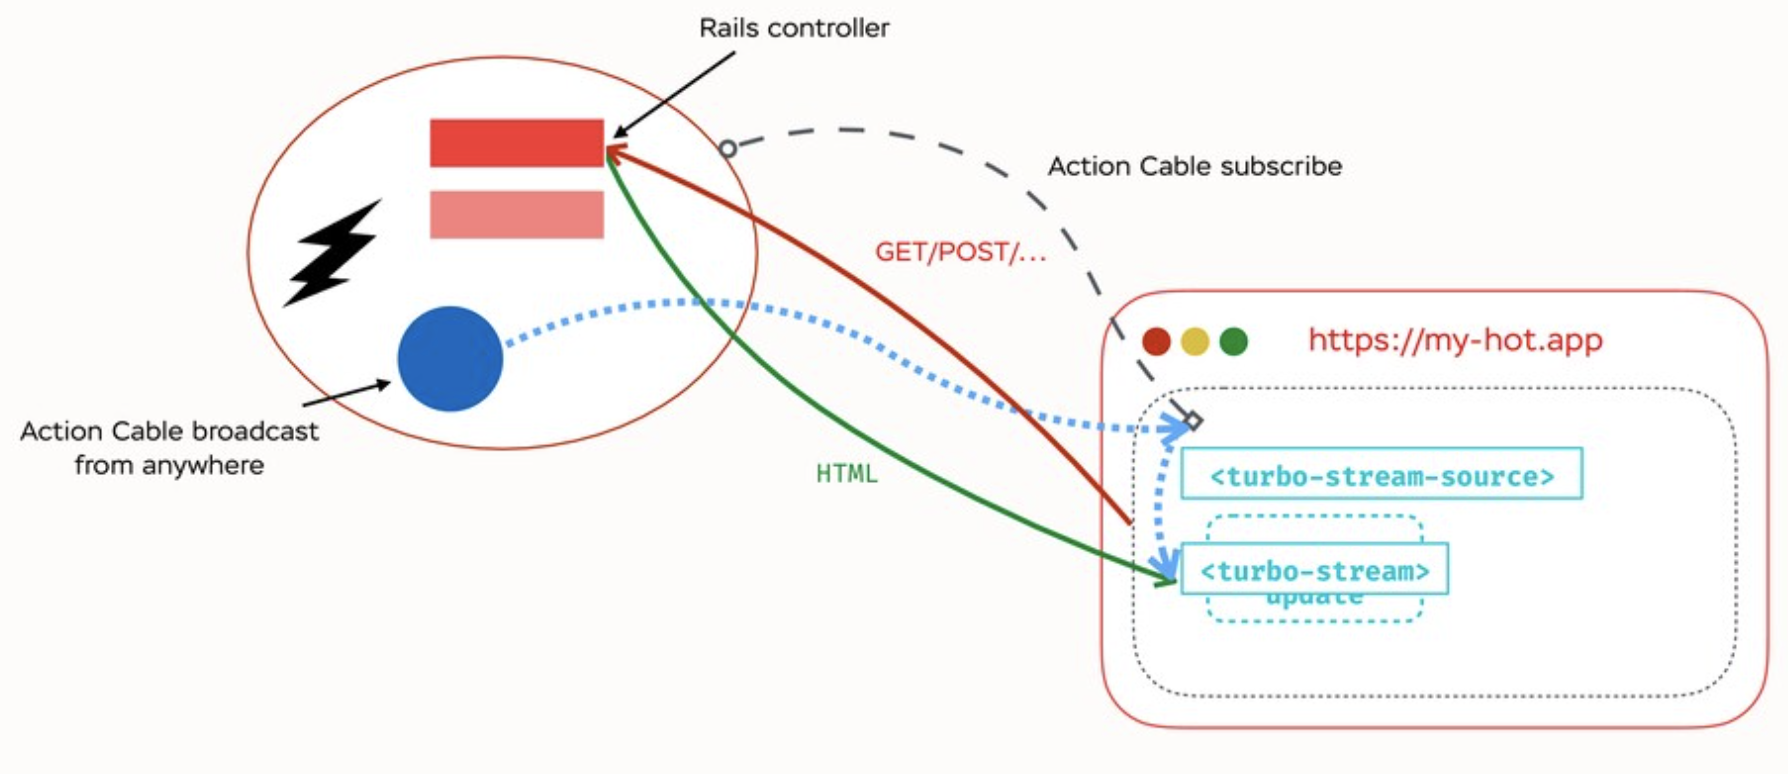 Rails controller
Action Cable subscribe
GET/POST/...
https://my-hot.app
Action Cable broadcast
from anywhere
HTML
<turbo-stream-source>
<turbo-stream>
update